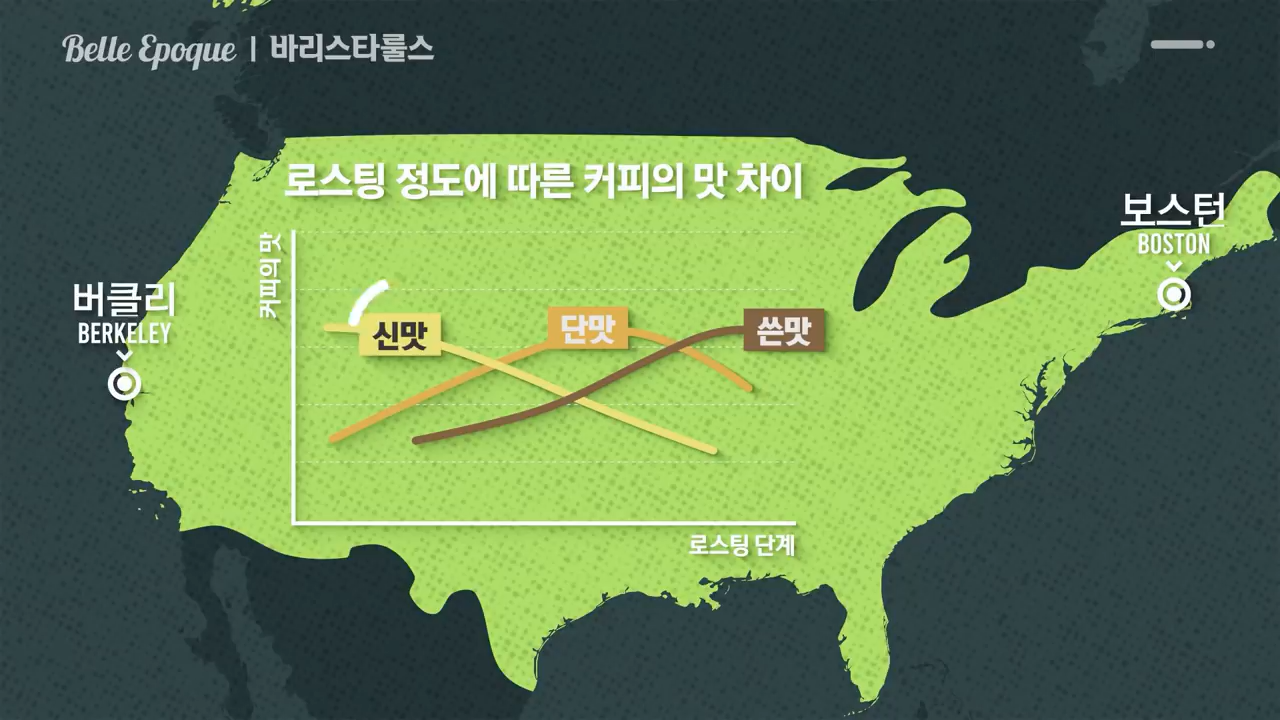 Belle Epoque | 바리스타룰스
로스팅 정도에 따른 커피의 맛 차이
보스턴
BOSTON
버클리
BERKELEY
커피의 맛
신맛
단맛
쓴맛
로스팅 단계